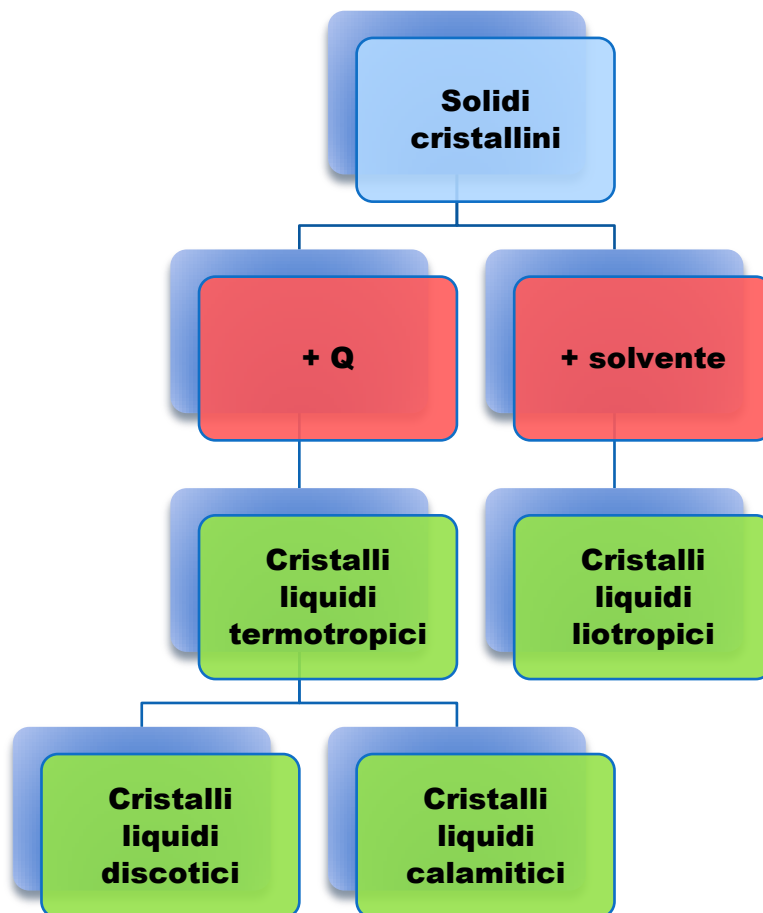 Solidi
cristallini
+ Q
+ solvente
Cristalli
liquidi
termotropici
Cristalli
liquidi
liotropici
Cristalli
liquidi
discotici
Cristalli
liquidi
calamitici